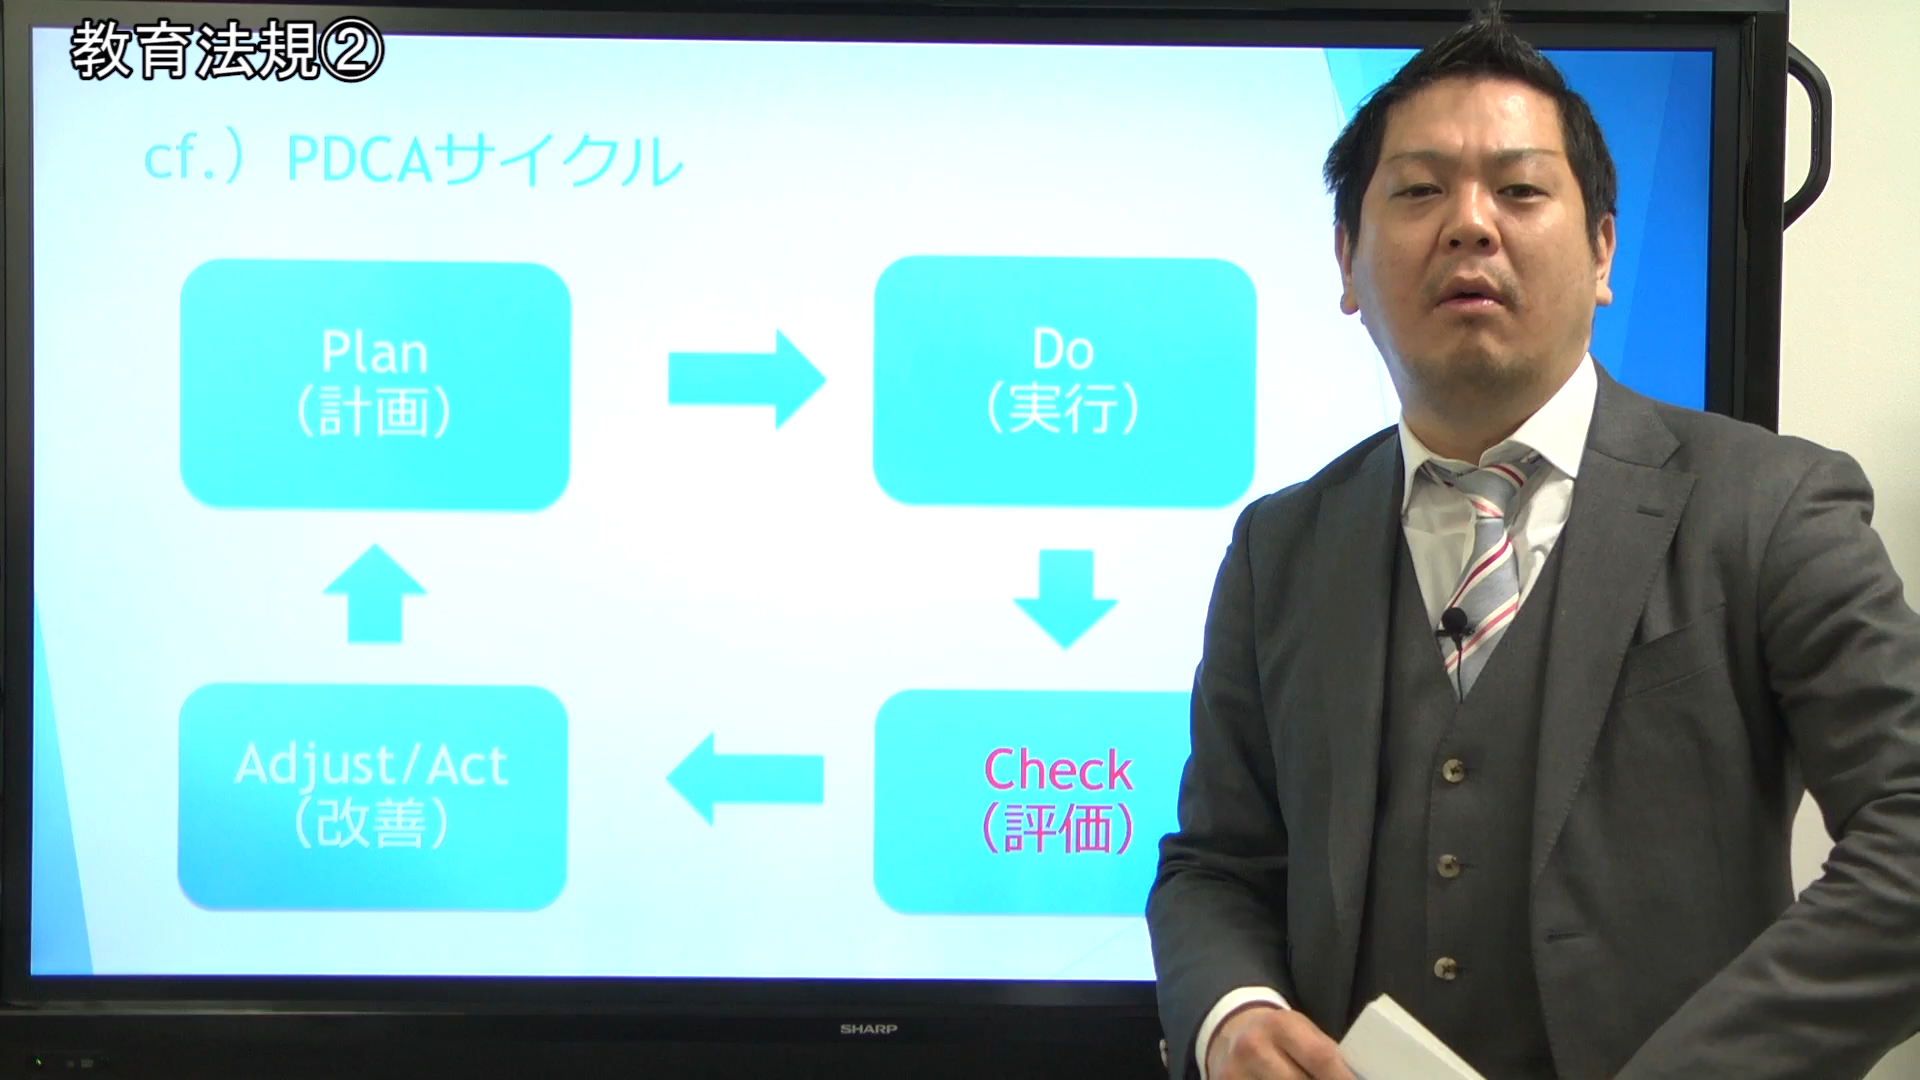 教育法規②
cf.）PDCAサイクル
Plan
（計画）
Do
（実行）
Adjust/Act
（改善）
Check
（評価）
SHARP